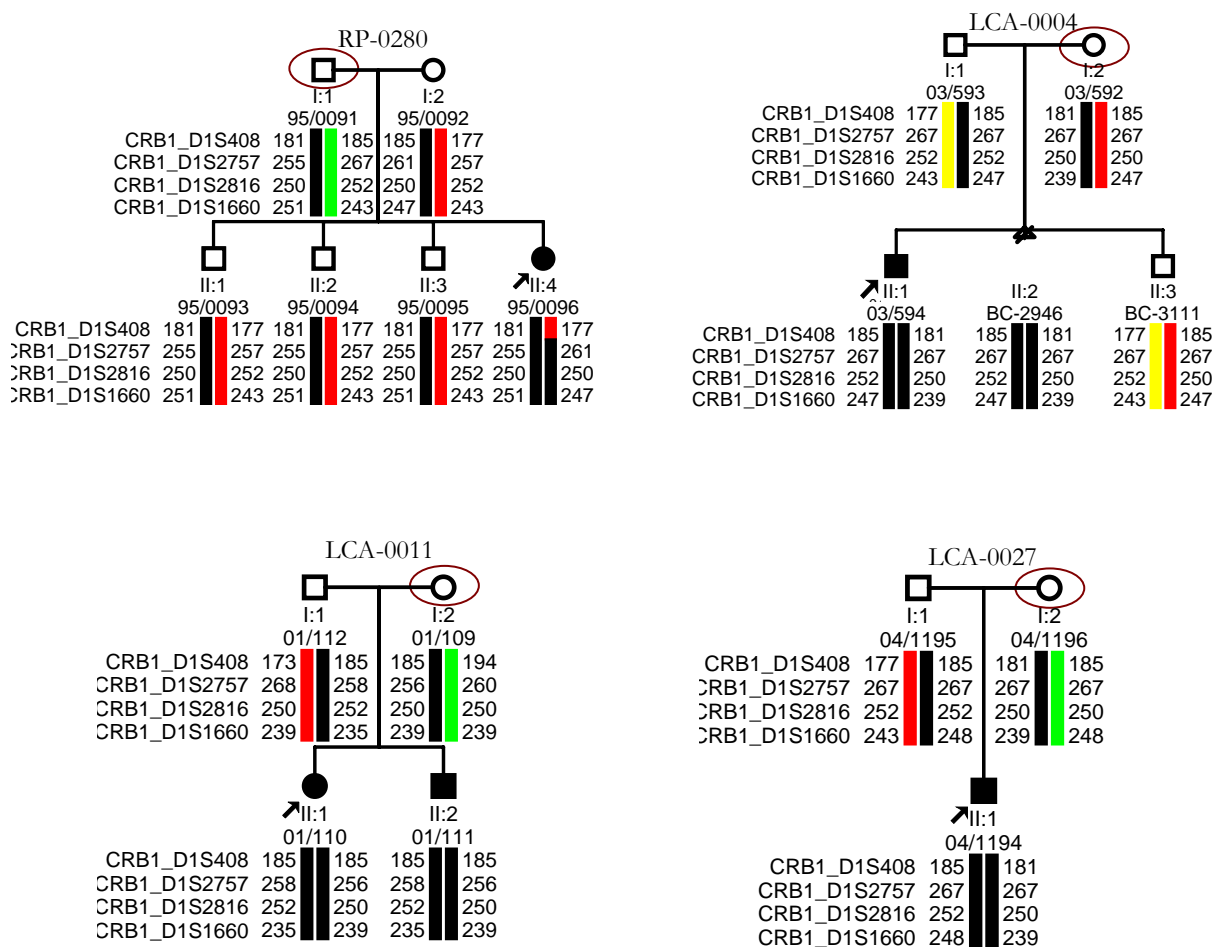 RP-0280
I:1 I:2
95/0091 95/0092
CRB1_D1S408 181 185 185 177
CRB1_D1S2757 255 267 261 257
CRB1_D1S2816 250 252 250 252
CRB1_D1S1660 251 243 247 243
II:1 II:2 II:3 II:4
95/0093 95/0094 95/0095 95/0096
CRB1_D1S408 181 177 181 177 181 177 181 177
CRB1_D1S2757 255 257 255 257 255 257 255 261
CRB1_D1S2816 250 252 250 252 250 252 250 250
CRB1_D1S1660 251 243 251 243 251 243 251 247
LCA-0004
I:1 I:2
03/593 03/592
CRB1_D1S408 177 185 181 185
CRB1_D1S2757 267 267 267 267
CRB1_D1S2816 252 252 250 250
CRB1_D1S1660 243 247 239 247
II:1 II:2 II:3
03/594 BC-2946 BC-3111
CRB1_D1S408 185 181 185 181 177 185
CRB1_D1S2757 267 267 267 267 267 267
CRB1_D1S2816 252 250 252 250 252 250
CRB1_D1S1660 247 239 247 239 243 247
LCA-0011
I:1 I:2
01/112 01/109
CRB1_D1S408 173 185 185 194
CRB1_D1S2757 268 258 256 260
CRB1_D1S2816 250 252 250 250
CRB1_D1S1660 239 235 239 239
II:1 II:2
01/110 01/111
CRB1_D1S408 185 185 185 185
CRB1_D1S2757 258 256 258 256
CRB1_D1S2816 252 250 252 250
CRB1_D1S1660 235 239 235 239
LCA-0027
I:1 I:2
04/1195 04/1196
CRB1_D1S408 177 185 181 185
CRB1_D1S2757 267 267 267 267
CRB1_D1S2816 252 252 250 250
CRB1_D1S1660 243 248 239 248
II:1
04/1194
CRB1_D1S408 185 181
CRB1_D1S2757 267 267
CRB1_D1S2816 252 250
CRB1_D1S1660 248 239